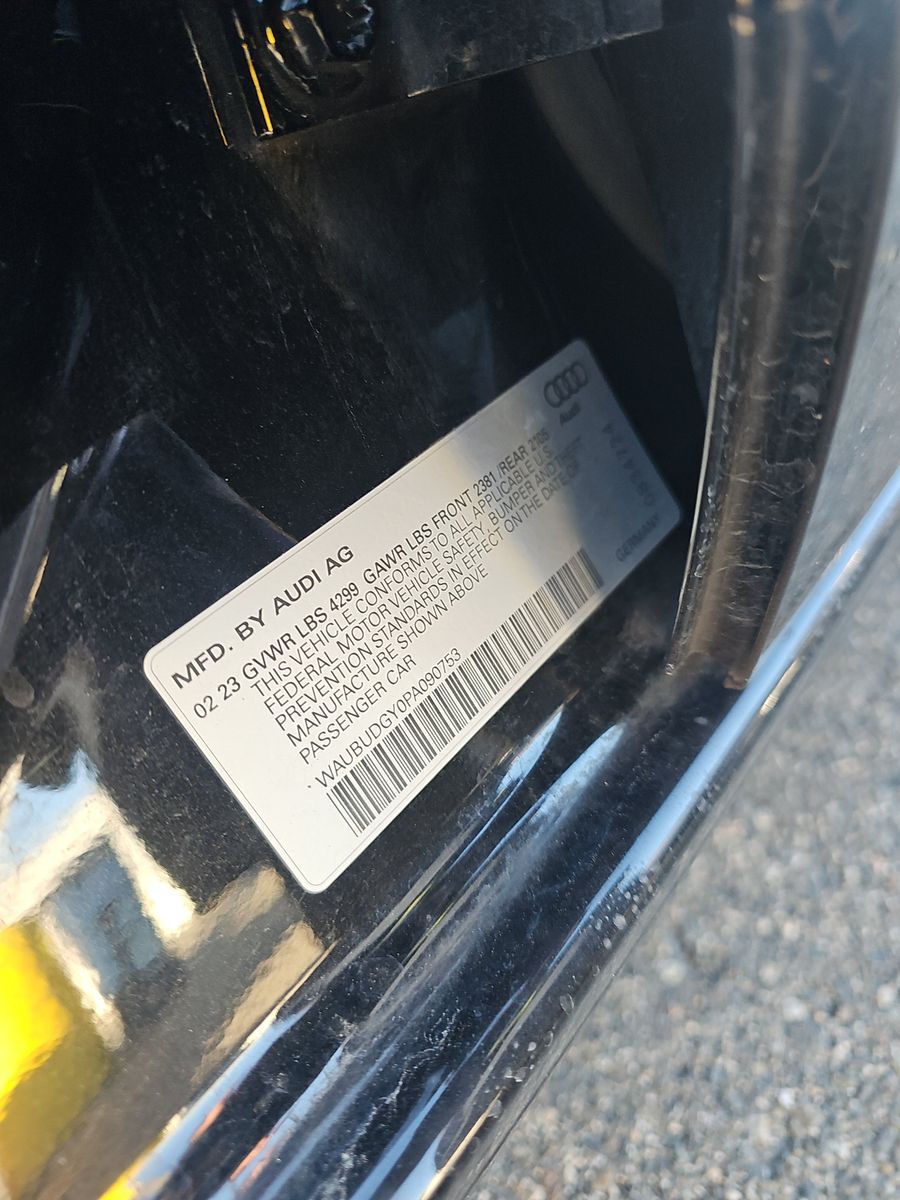 Audi
MFD. BY AUDI AG
02 23 GVWR LBS 4299 GAWR LBS FRONT 2381 /REAR 2105
THIS VEHICLE CONFORMS TO ALL APPLICABLE U.S.
FEDERAL MOTOR VEHICLE SAFETY, BUMPER AND THEFT
PREVENTION STANDARDS IN EFFECT ON THE DATE OF
MANUFACTURE SHOWN ABOVE
PASSENGER CAR
WAUBUDGY0PA090753
GERMANY